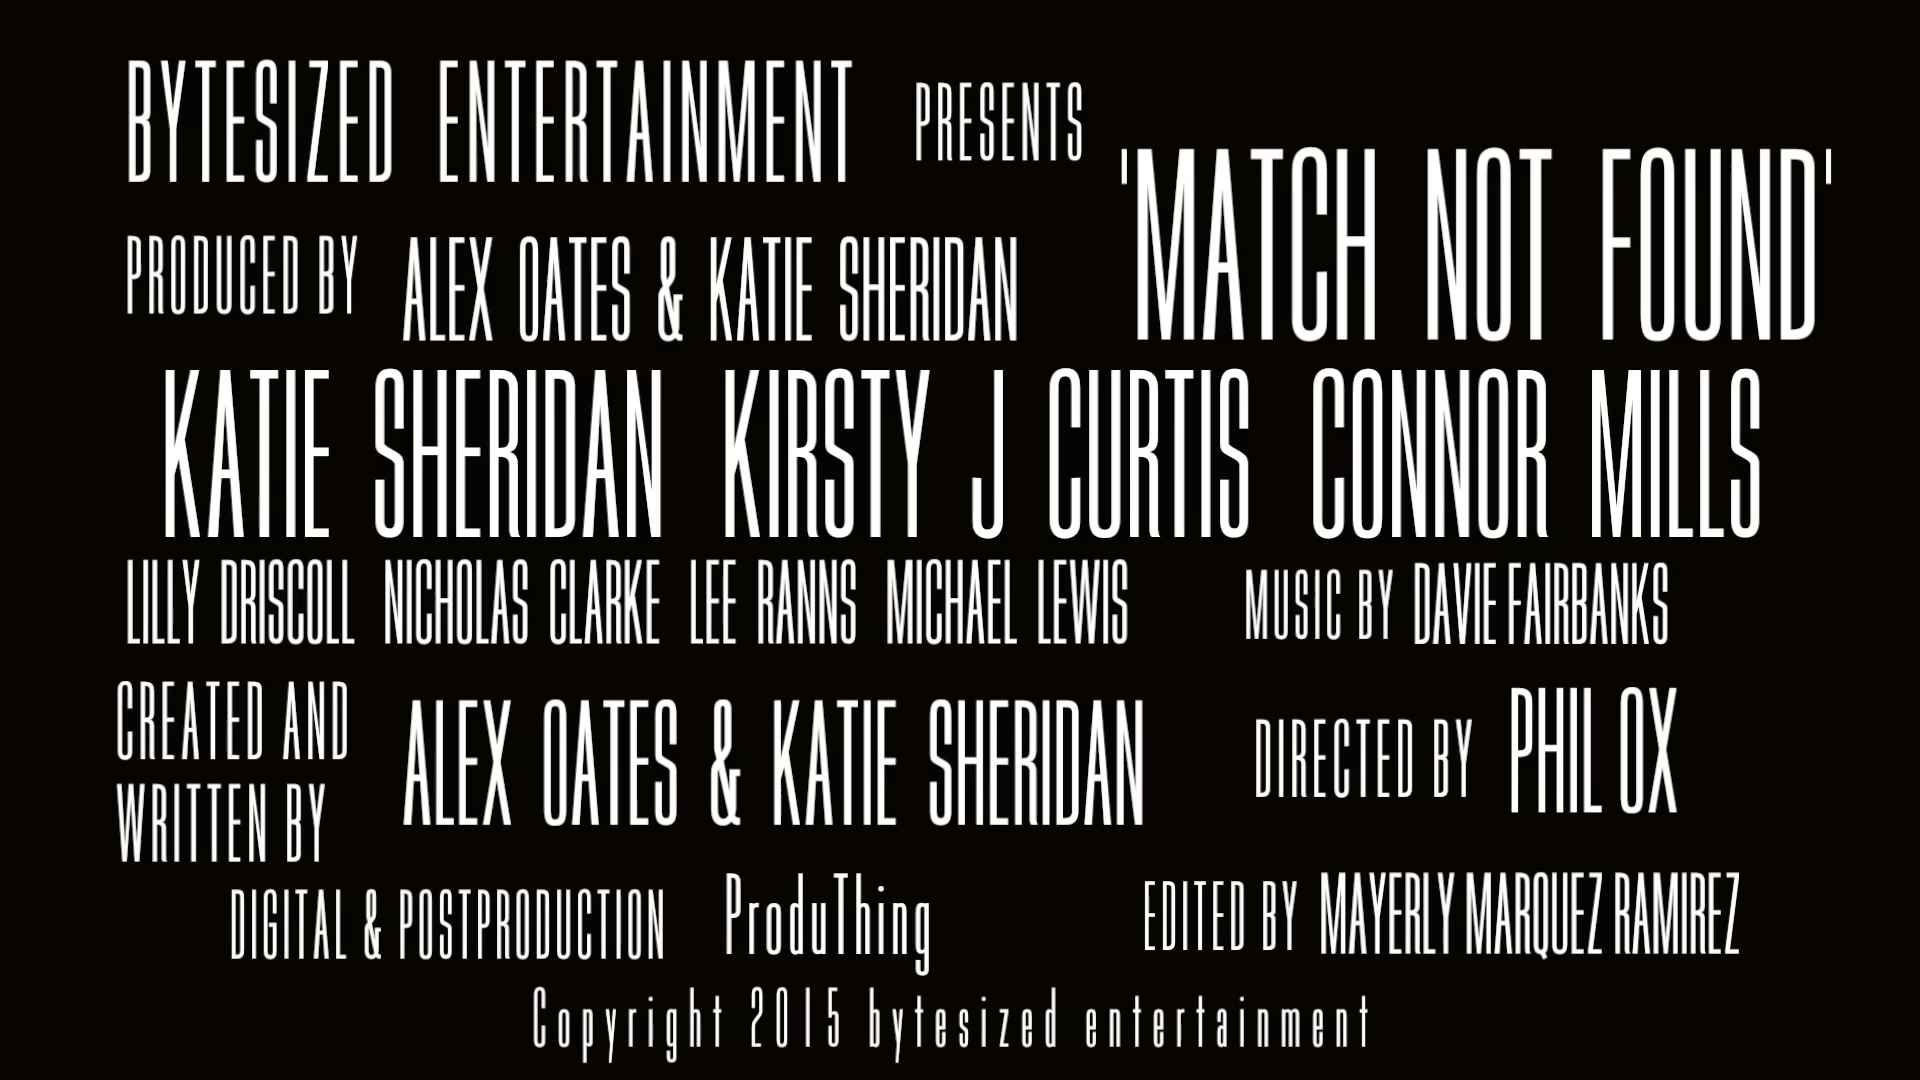 BYTESIZED ENTERTAINMENT PRESENTS
'MATCH NOT FOUND'
PRODUCED BY ALEX OATES & KATIE SHERIDAN
KATIE SHERIDAN KIRSTY J CURTIS CONNOR MILLS
LILLY DRISCOLL NICHOLAS CLARKE LEE RANNS MICHAEL LEWIS MUSIC BY DAVIE FAIRBANKS
CREATED AND
WRITTEN BY
ALEX OATES & KATIE SHERIDAN
DIRECTED BY PHIL OX
DIGITAL & POSTPRODUCTION ProduThing EDITED BY MAYERLY MARQUEZ RAMIREZ
Copyright 2015 bytesized entertainment